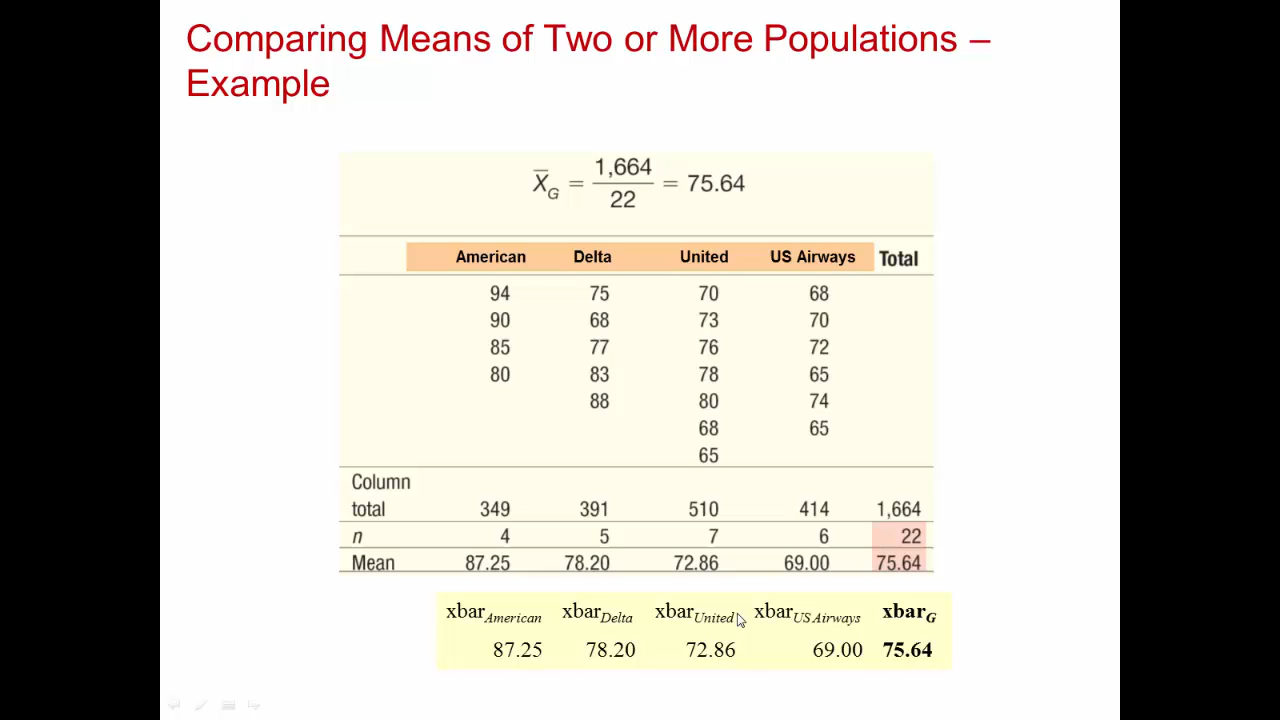 Comparing Means of Two or More Populations –
Example
X̅G = 1,664 / 22 = 75.64
American Delta United US Airways Total
94 75 70 68
90 68 73 70
85 77 76 72
80 83 78 65
88 80 74
68 65
65
Column
total 349 391 510 414 1,664
n 4 5 7 6 22
Mean 87.25 78.20 72.86 69.00 75.64
xbarAmerican xbarDelta xbarUnited xbarUS Airways xbarG
87.25 78.20 72.86 69.00 75.64